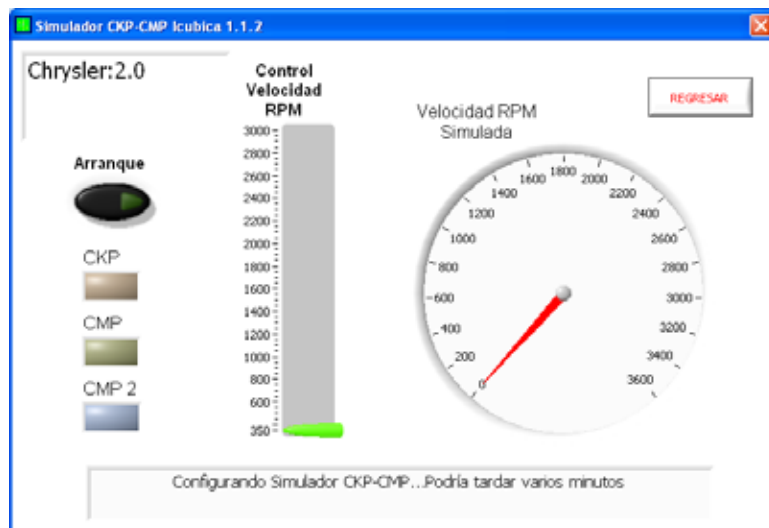 Simulador CKP-CMP Icubica 1.1.2
Chrysler:2.0
Control
Velocidad
RPM
REGRESAR
Velocidad RPM
Simulada
Arranque
CKP
CMP
CMP 2
3000
2800
2600
2400
2200
2000
1800
1600
1400
1200
1000
800
600
350
0
200
400
600
800
1000
1200
1400
1600
1800
2000
2200
2400
2600
2800
3000
3200
3400
3600
Configurando Simulador CKP-CMP...Podría tardar varios minutos